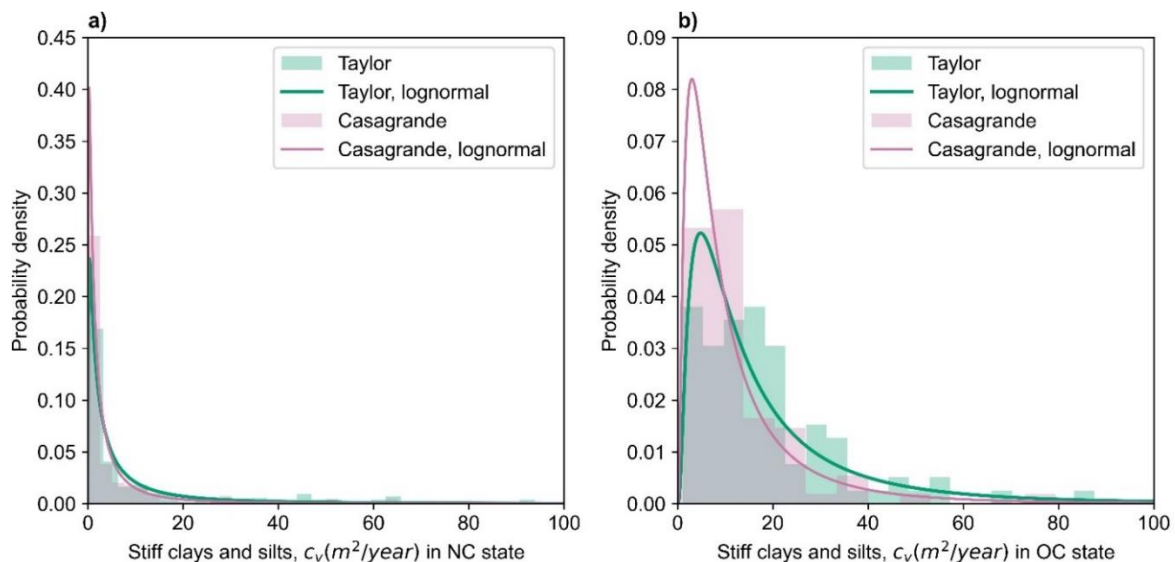 a)
0.45
0.40
0.35
0.30
0.25
0.20
0.15
0.10
0.05
0.00
Probability density
Taylor
Taylor, lognormal
Casagrande
Casagrande, lognormal
0 20 40 60 80 100
Stiff clays and silts, c_v(m²/year) in NC state
b)
0.09
0.08
0.07
0.06
0.05
0.04
0.03
0.02
0.01
0.00
Probability density
Taylor
Taylor, lognormal
Casagrande
Casagrande, lognormal
0 20 40 60 80 100
Stiff clays and silts, c_v(m²/year) in OC state